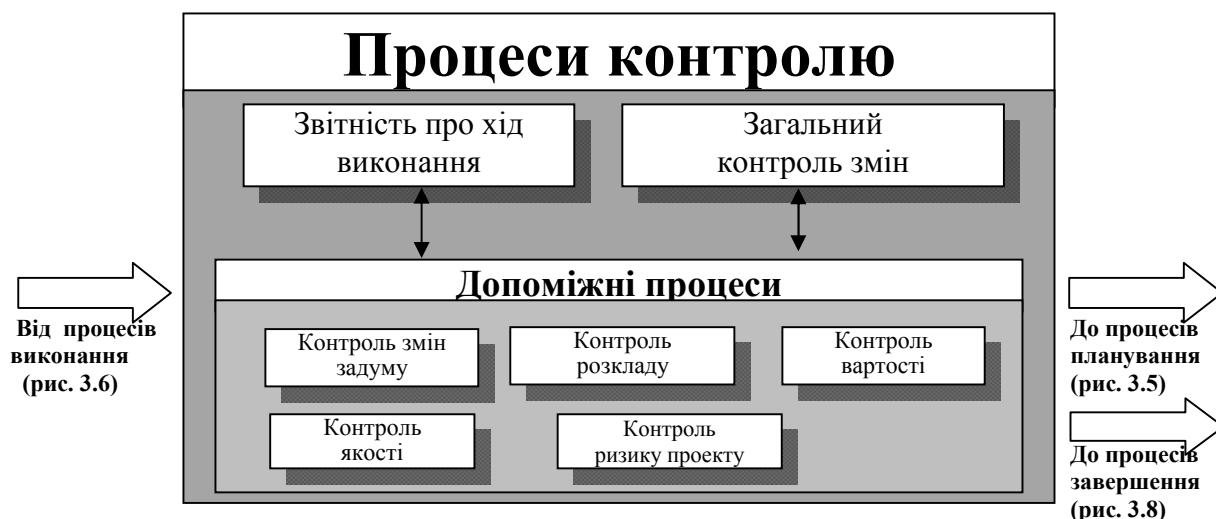 Процеси контролю
Звітність про хід
виконання
Загальний
контроль змін
Допоміжні процеси
Від процесів
виконання
(рис. 3.6)
Контроль змін
задуму
Контроль
розкладу
Контроль
вартості
Контроль
якості
Контроль
ризику проекту
До процесів
планування
(рис. 3.5)
До процесів
завершення
(рис. 3.8)